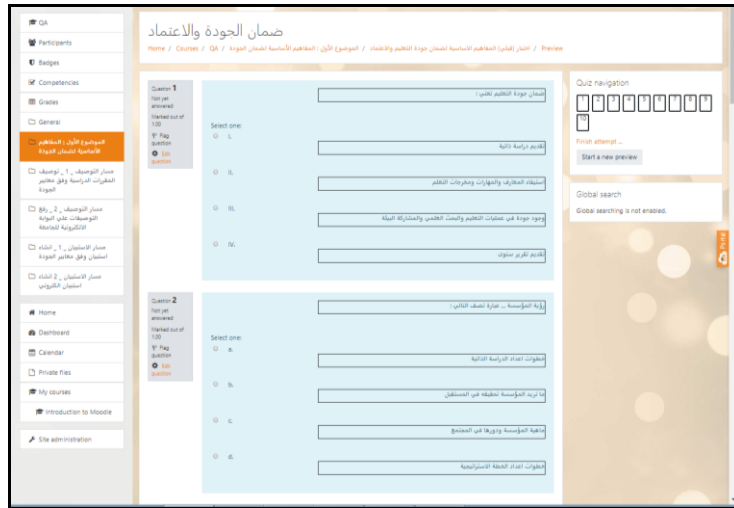 QA
Participants
Badges
Competencies
Grades
General
الموضوع الأول : المفاهيم
الأساسية لضمان الجودة
مسار التوصيف _ 1 _ توصيف
المقررات الدراسية وفق معايير
الجودة
مسار التوصيف _ 2 _ رفع
التوصيفات علي البوابة
الالكترونية للجامعة
مسار الاستبيان _ 1 _ انشاء
استبيان وفق معايير الجودة
مسار الاستبيان _ 2 انشاء
استبيان الكتروني
Home
Dashboard
Calendar
Private files
My courses
Introduction to Moodle
Site administration
ضمان الجودة والاعتماد
Home / Courses / QA / الموضوع الأول : المفاهيم الأساسية لضمان الجودة / اختبار (قبلي) المفاهيم الاساسية لضمان جودة التعليم والاعتماد / Preview
Question 1
Not yet
answered
Marked out of
1.00
Flag
question
Edit
question
ضمان جودة التعليم تعني :
Select one:
I.
تقديم دراسة ذاتية
II.
استيفاء المعارف والمهارات ومخرجات التعلم
III.
وجود جودة في عمليات التعليم والبحث العلمي والمشاركة البيئة
IV.
تقديم تقرير سنوي
Question 2
Not yet
answered
Marked out of
1.00
Flag
question
Edit
question
رؤية المؤسسة ... عبارة تصف التالي :
Select one:
a.
خطوات اعداد الدراسة الذاتية
b.
ما تريد المؤسسة تحقيقه في المستقبل
c.
ماهية المؤسسة ودورها في المجتمع
d.
خطوات اعداد الخطة الاستراتيجية
Quiz navigation
1 2 3 4 5 6 7 8 9
10
Finish attempt ...
Start a new preview
Global search
Global searching is not enabled.